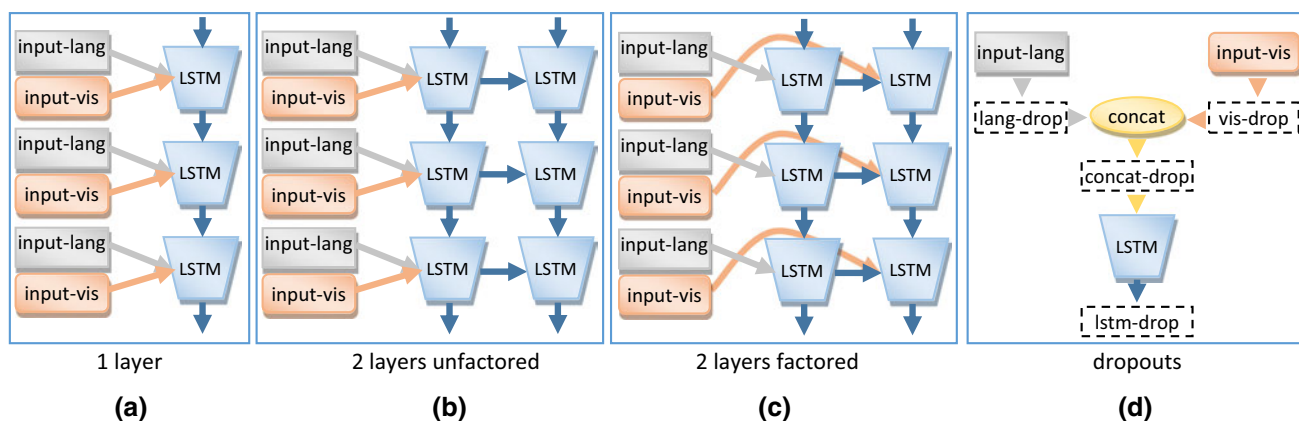 input-lang
input-vis
LSTM
input-lang
input-vis
LSTM
input-lang
input-vis
LSTM
1 layer
(a)
input-lang
input-vis
LSTM
LSTM
input-lang
input-vis
LSTM
LSTM
input-lang
input-vis
LSTM
LSTM
2 layers unfactored
(b)
input-lang
input-vis
LSTM
LSTM
input-lang
input-vis
LSTM
LSTM
input-lang
input-vis
LSTM
LSTM
2 layers factored
(c)
input-lang
input-vis
lang-drop
concat
vis-drop
concat-drop
LSTM
lstm-drop
dropouts
(d)